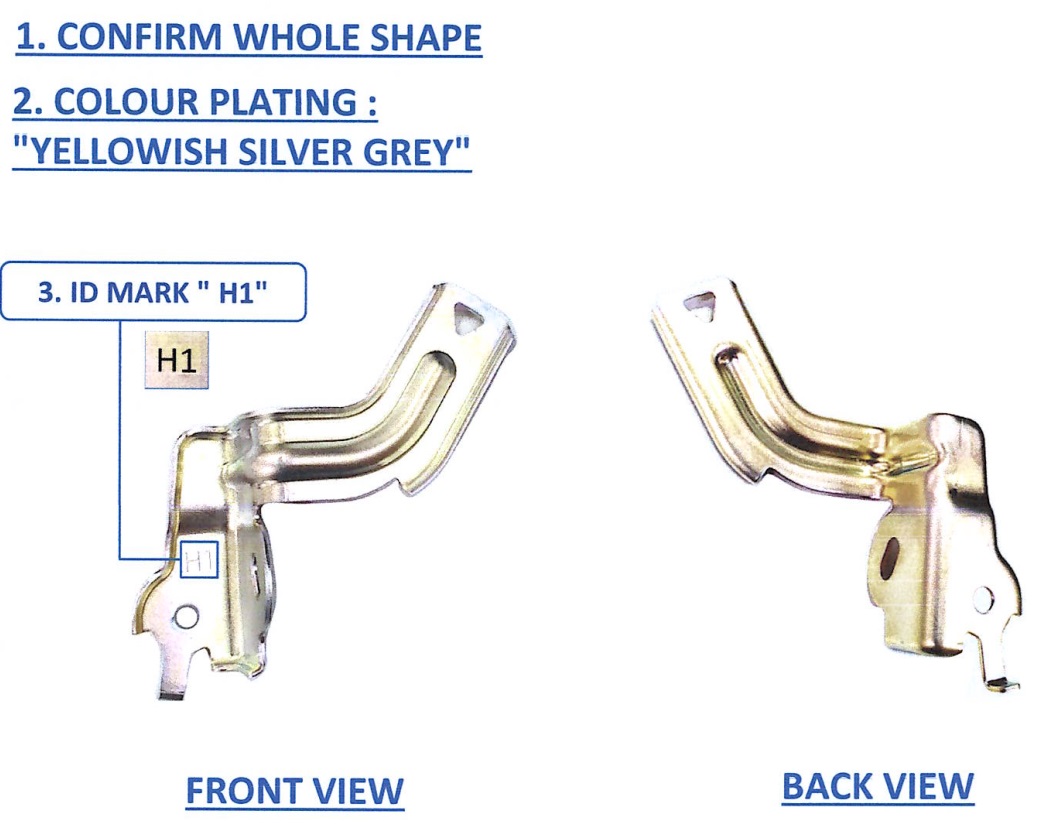 1. CONFIRM WHOLE SHAPE
2. COLOUR PLATING :
"YELLOWISH SILVER GREY"
3. ID MARK " H1"
H1
H1
FRONT VIEW
BACK VIEW